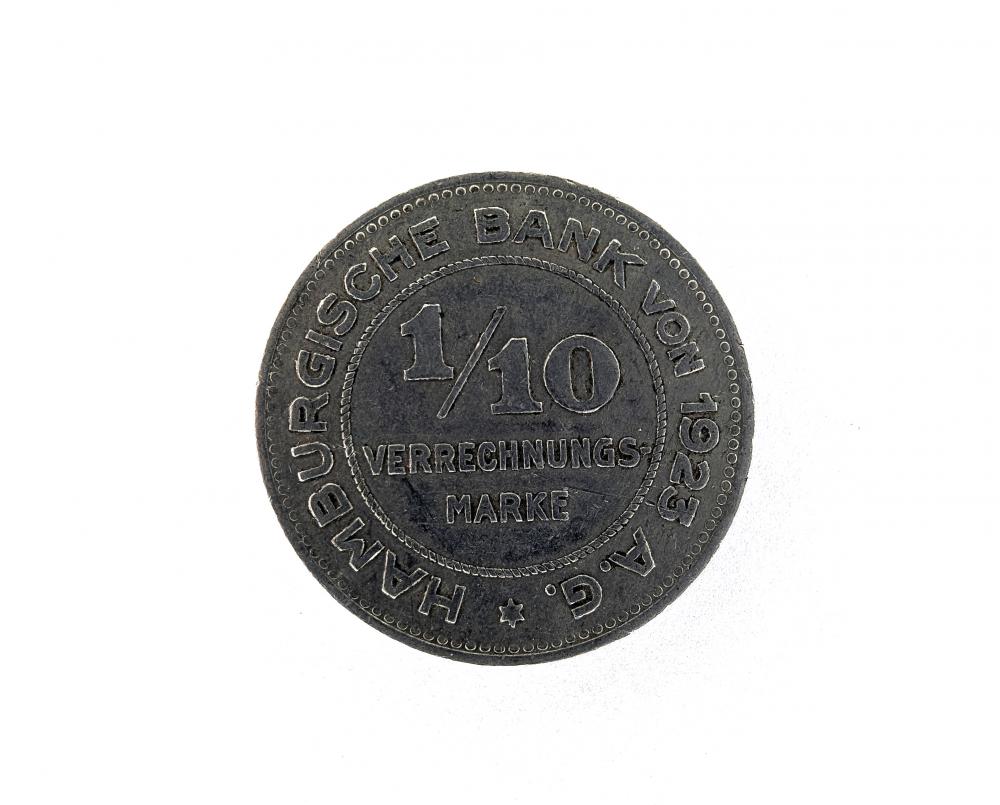 HAMBURGISCHE BANK VON 1923 A.G.
1/10
VERRECHNUNGS-
MARKE